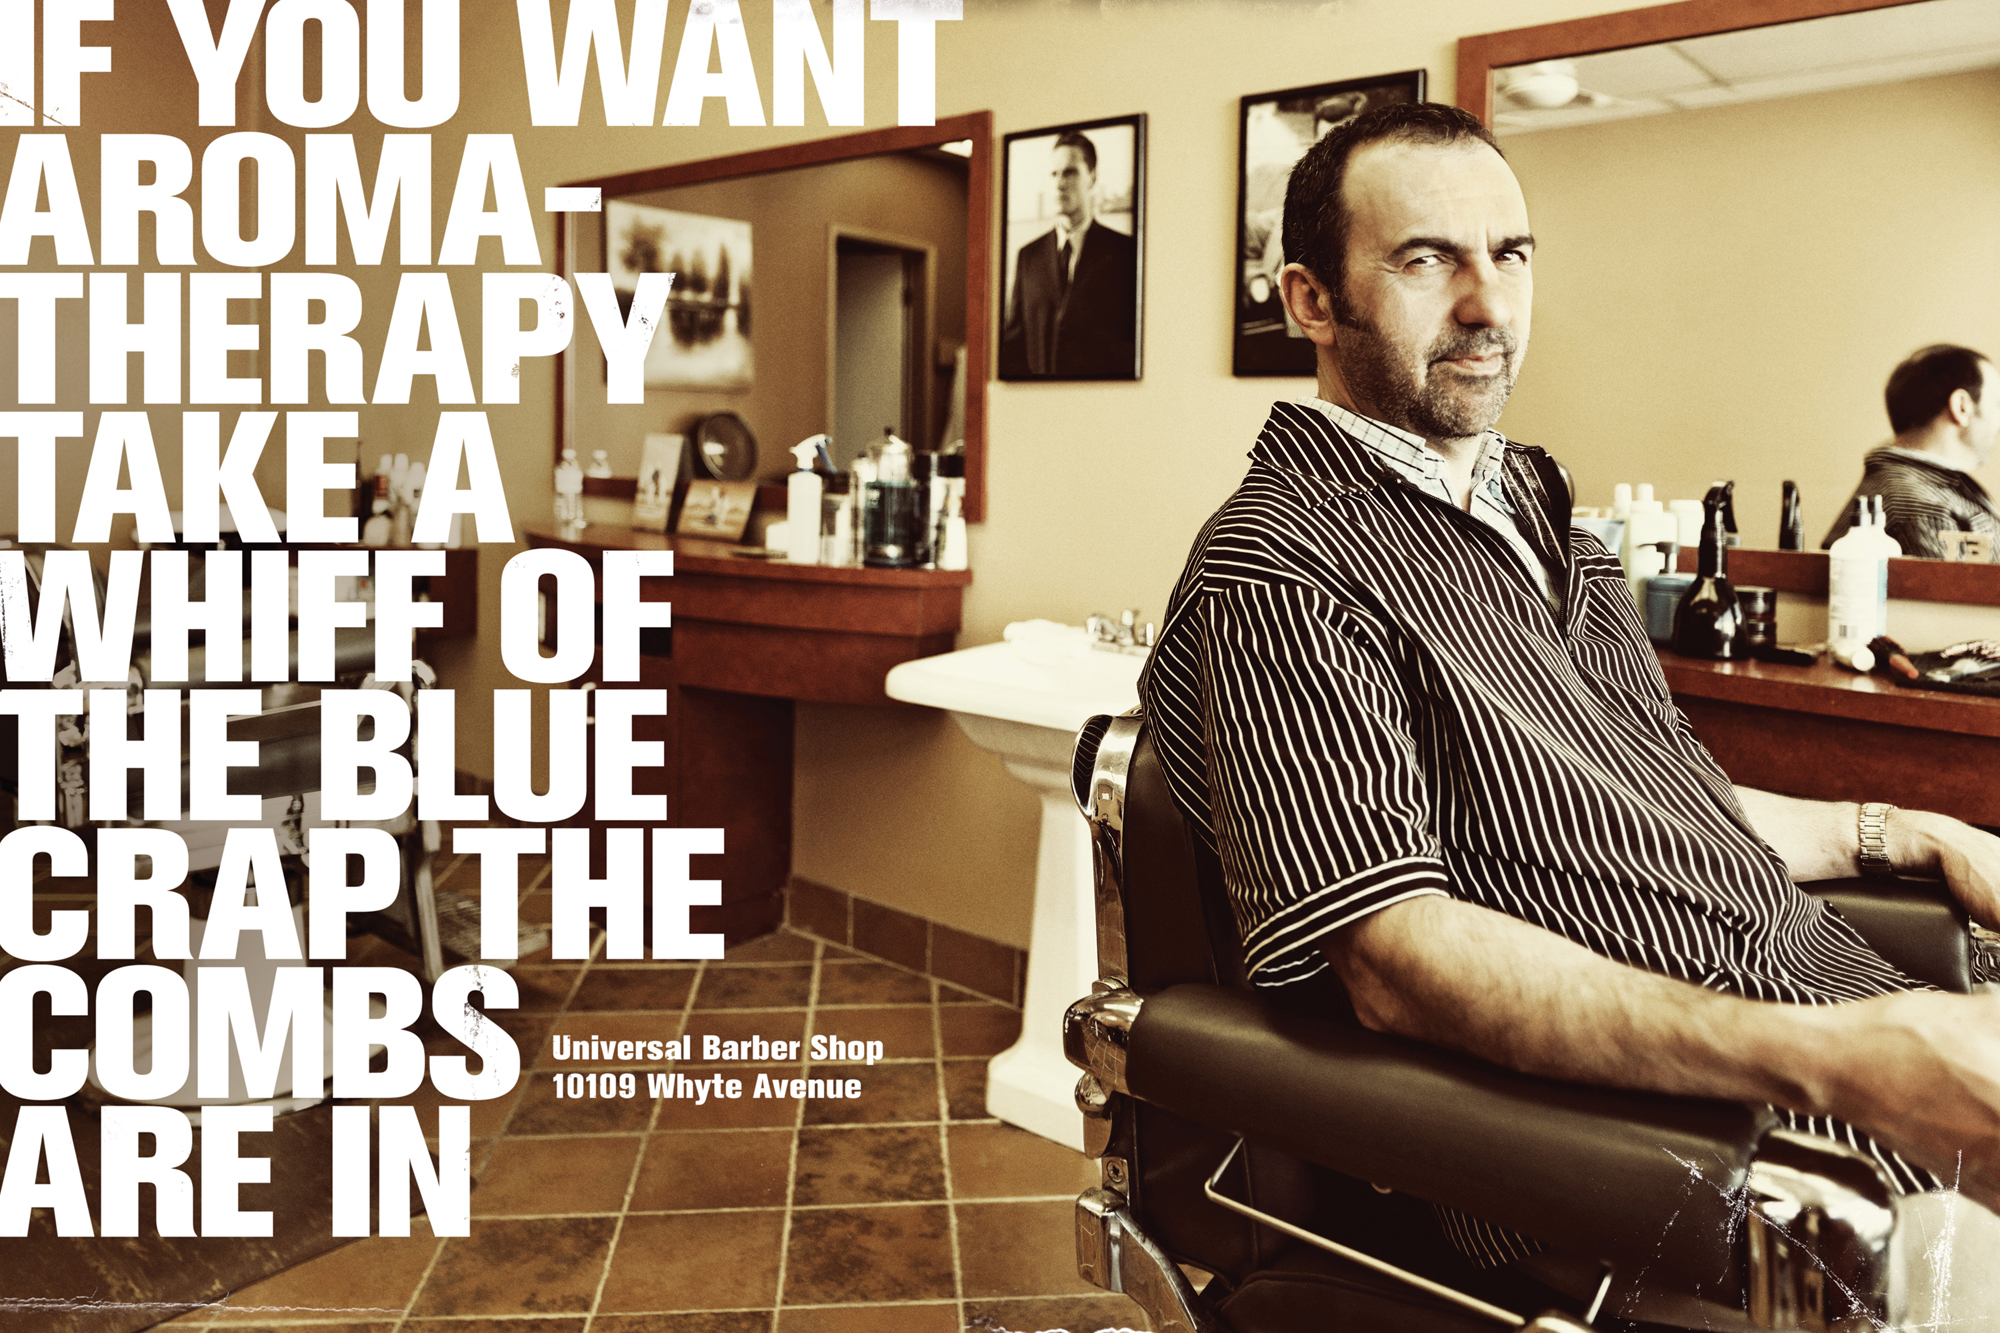 IF YOU WANT
AROMA-
THERAPY
TAKE A
WHIFF OF
THE BLUE
CRAP THE
COMBS
ARE IN
Universal Barber Shop
10109 Whyte Avenue